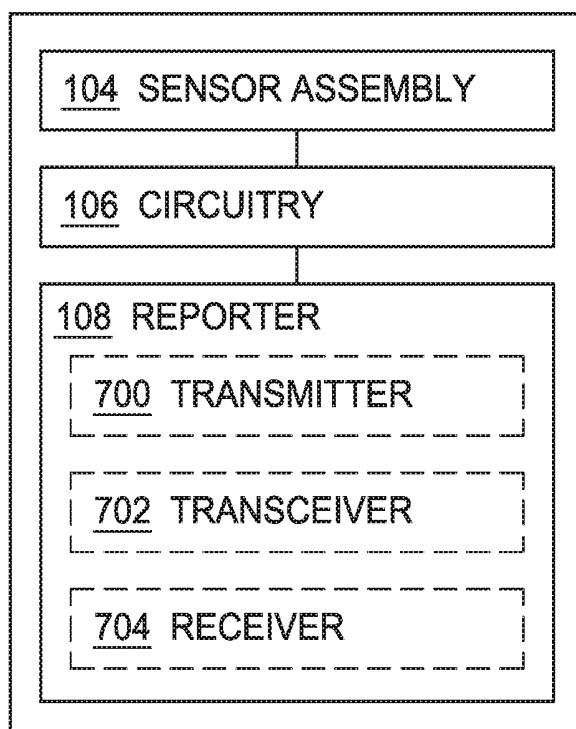 104 SENSOR ASSEMBLY
106 CIRCUITRY
108 REPORTER
700 TRANSMITTER
702 TRANSCEIVER
704 RECEIVER